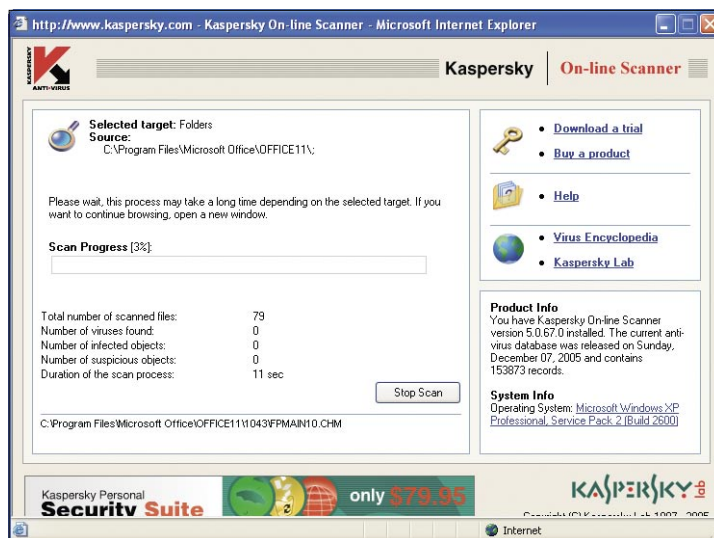 http://www.kaspersky.com - Kaspersky On-line Scanner - Microsoft Internet Explorer
KASPERSKY
ANTI-VIRUS
Kaspersky
On-line Scanner
Selected target: Folders
Source:
C:\Program Files\Microsoft Office\OFFICE11\;
Please wait, this process may take a long time depending on the selected target. If you
want to continue browsing, open a new window.
Scan Progress [3%]:
Total number of scanned files: 79
Number of viruses found: 0
Number of infected objects: 0
Number of suspicious objects: 0
Duration of the scan process: 11 sec
Stop Scan
C:\Program Files\Microsoft Office\OFFICE11\1043\FPMAIN10.CHM
Download a trial
Buy a product
Help
Virus Encyclopedia
Kaspersky Lab
Product Info
You have Kaspersky On-line Scanner
version 5.0.67.0 installed. The current anti-
virus database was released on Sunday,
December 07, 2005 and contains
153873 records.
System Info
Operating System: Microsoft Windows XP
Professional, Service Pack 2 (Build 2600)
Kaspersky Personal
Security Suite
only $79.95
KASPERSKY lab
Copyright (C) Kaspersky Lab 1997 - 2005
Internet